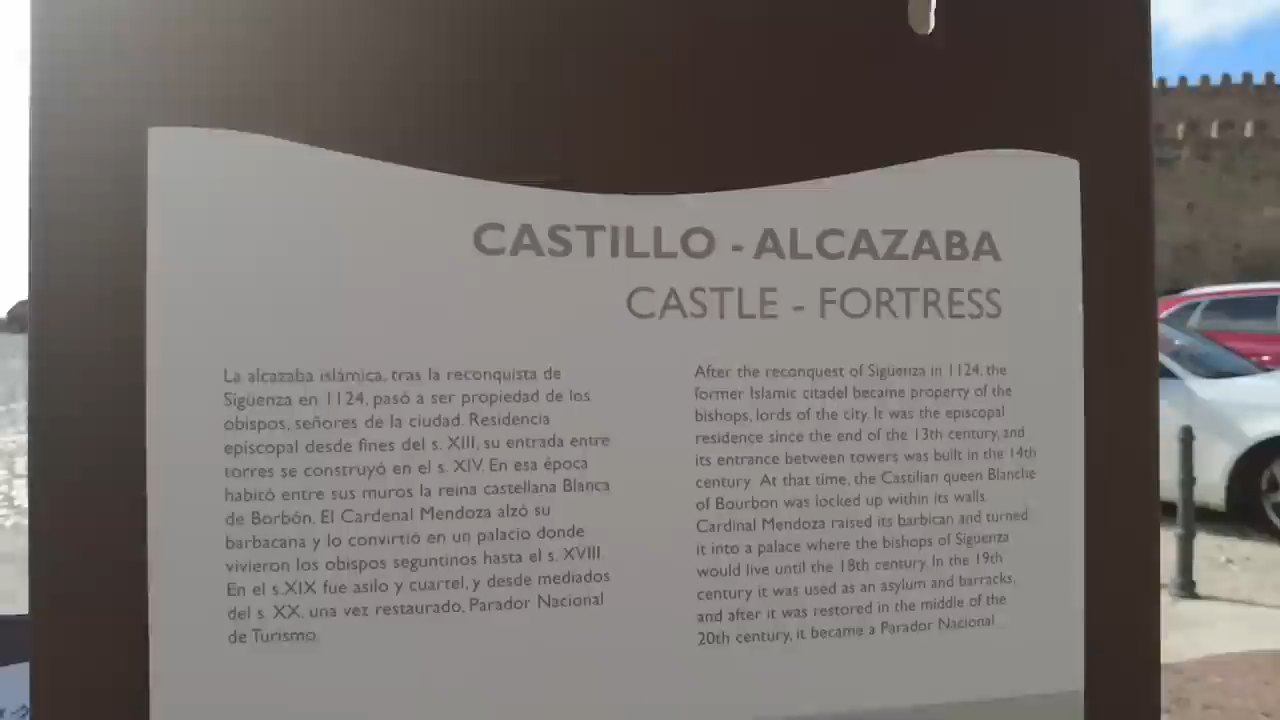 CASTILLO - ALCAZABA
CASTLE - FORTRESS
La alcazaba islámica, tras la reconquista de
Sigüenza en 1124, pasó a ser propiedad de los
obispos, señores de la ciudad. Residencia
episcopal desde fines del s. XIII, su entrada entre
torres se construyó en el s. XIV. En esa época
habitó entre sus muros la reina castellana Blanca
de Borbón. El Cardenal Mendoza alzó su
barbacana y lo convirtió en un palacio donde
vivieron los obispos seguntinos hasta el s. XVIII.
En el s.XIX fue asilo y cuartel, y desde mediados
del s. XX, una vez restaurado, Parador Nacional
de Turismo.
After the reconquest of Sigüenza in 1124, the
former Islamic citadel became property of the
bishops, lords of the city. It was the episcopal
residence since the end of the 13th century, and
its entrance between towers was built in the 14th
century. At that time, the Castilian queen Blanche
of Bourbon was locked up within its walls.
Cardinal Mendoza raised its barbican and turned
it into a palace where the bishops of Sigüenza
would live until the 18th century. In the 19th
century it was used as an asylum and barracks,
and after it was restored in the middle of the
20th century, it became a Parador Nacional.